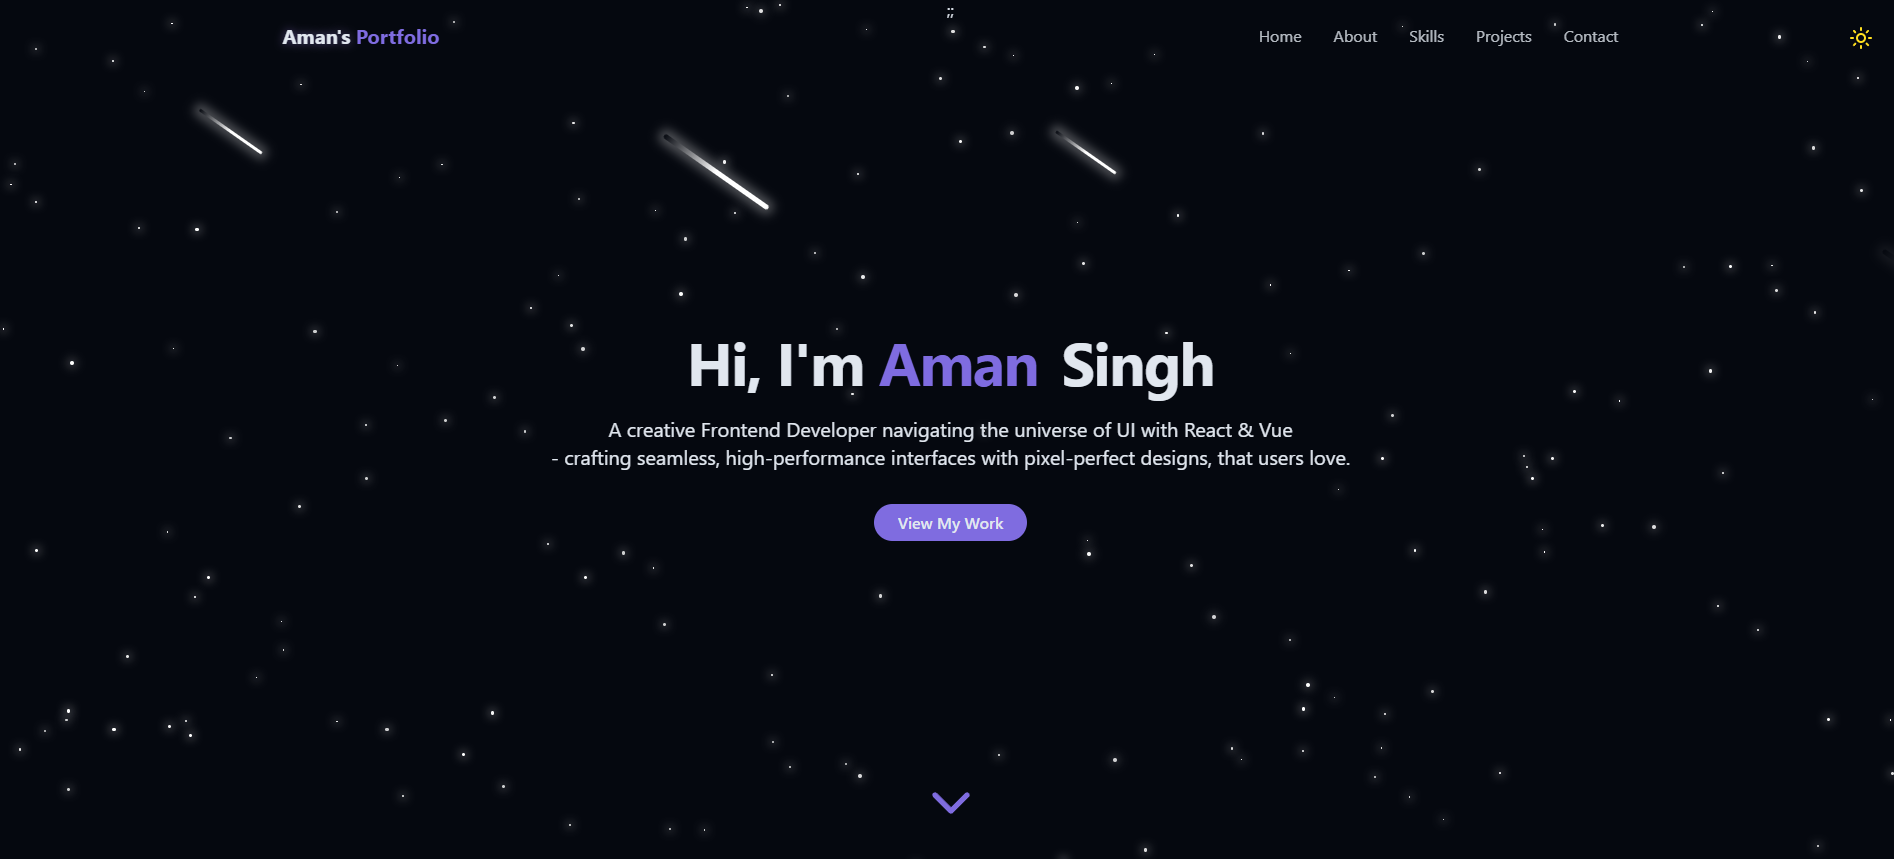 ;;
Aman's Portfolio
Home About Skills Projects Contact
Hi, I'm Aman Singh
A creative Frontend Developer navigating the universe of UI with React & Vue
- crafting seamless, high-performance interfaces with pixel-perfect designs, that users love.
View My Work